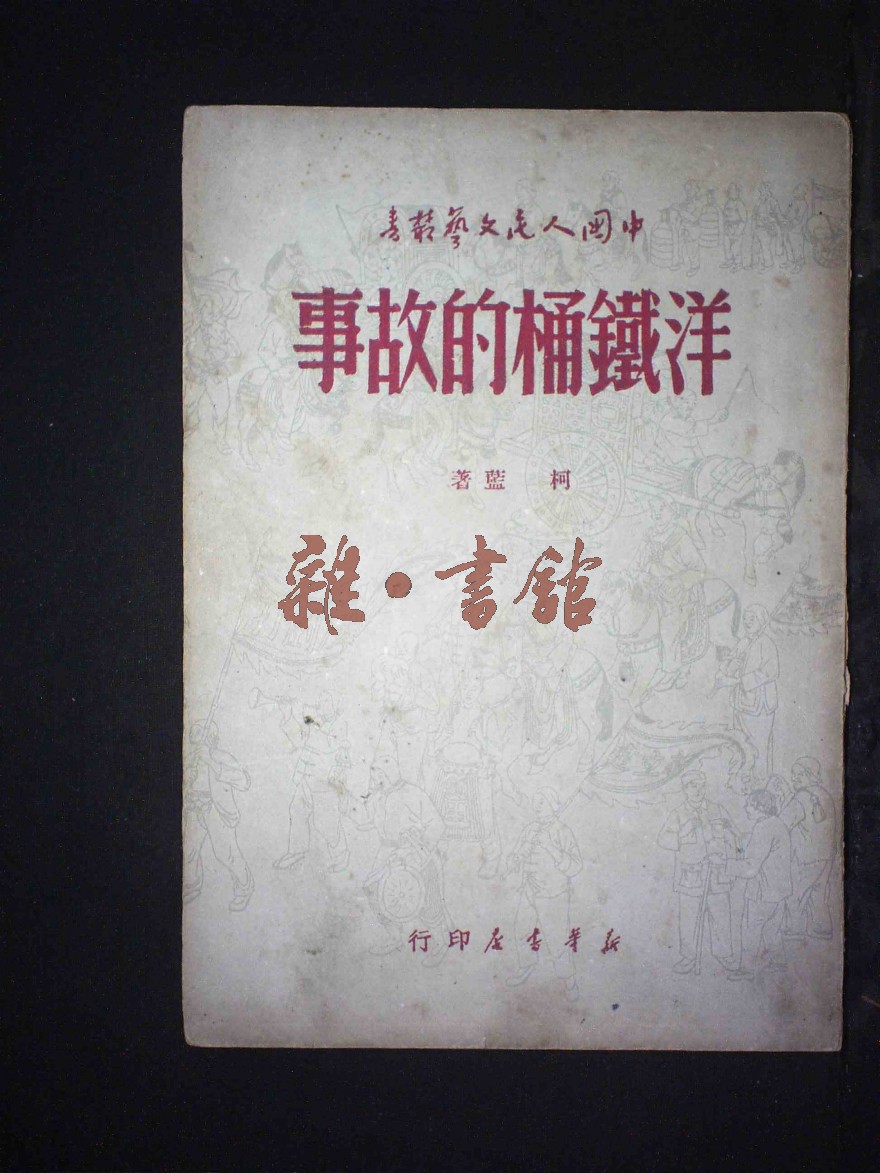 中国人民文藝叢書
洋鐵桶的故事
柯藍著
雜·書館
新華書店印行